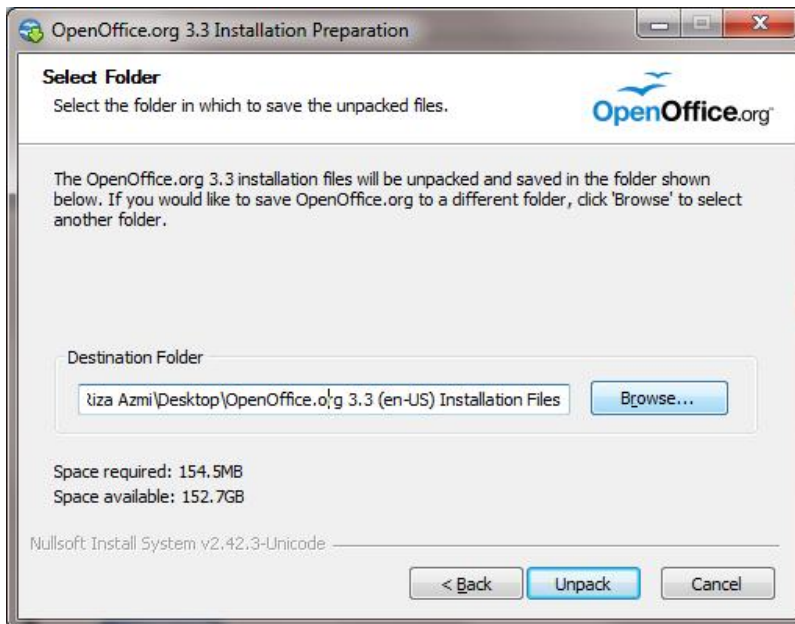 OpenOffice.org 3.3 Installation Preparation
Select Folder
Select the folder in which to save the unpacked files.
OpenOffice.org
The OpenOffice.org 3.3 installation files will be unpacked and saved in the folder shown
below. If you would like to save OpenOffice.org to a different folder, click 'Browse' to select
another folder.
Destination Folder
Riza Azmi\Desktop\OpenOffice.org 3.3 (en-US) Installation Files
Browse...
Space required: 154.5MB
Space available: 152.7GB
Nullsoft Install System v2.42.3-Unicode
< Back
Unpack
Cancel